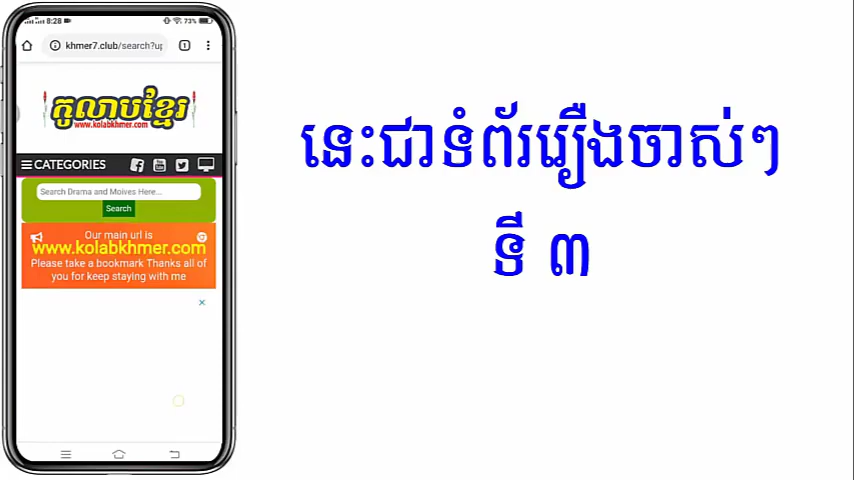 8:28
73%
khmer7.club/search?up
1
កូលាបខ្មែរ
www.kolabkhmer.com
CATEGORIES
Search Drama and Moives Here...
Search
Our main url is
www.kolabkhmer.com
Please take a bookmark Thanks all of
you for keep staying with me
នេះជាទំព័ររឿងចាស់ៗ
ទី ៣